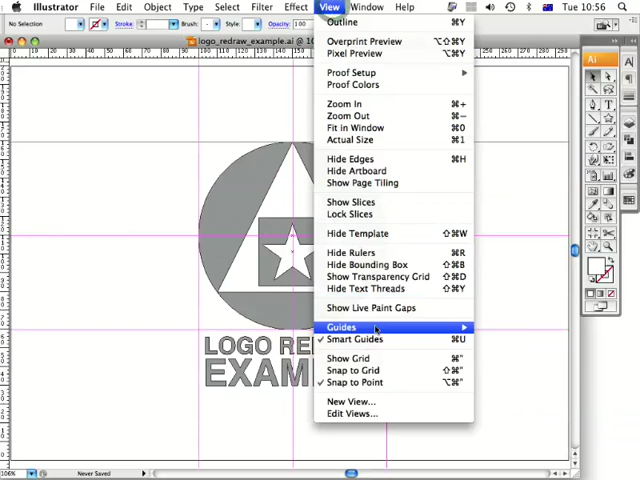 Illustrator File Edit Object Type Select Filter Effect View Window Help Tue 10:56
No Selection Stroke: Brush: Style: Opacity: 100
logo_redraw_example.ai @ 10
Outline ⌘Y
Overprint Preview ⌥⇧⌘Y
Pixel Preview ⌥⌘Y
Proof Setup
Proof Colors
Zoom In ⌘+
Zoom Out ⌘−
Fit in Window ⌘0
Actual Size ⌘1
Hide Edges ⌘H
Hide Artboard
Show Page Tiling
Show Slices
Lock Slices
Hide Template ⇧⌘W
Hide Rulers ⌘R
Hide Bounding Box ⇧⌘B
Show Transparency Grid ⇧⌘D
Hide Text Threads ⇧⌘Y
Show Live Paint Gaps
Guides
✓ Smart Guides ⌘U
Show Grid ⌘"
Snap to Grid ⇧⌘"
✓ Snap to Point ⌥⌘"
New View...
Edit Views...
Ai
LOGO RE
EXAM
106% Never Saved